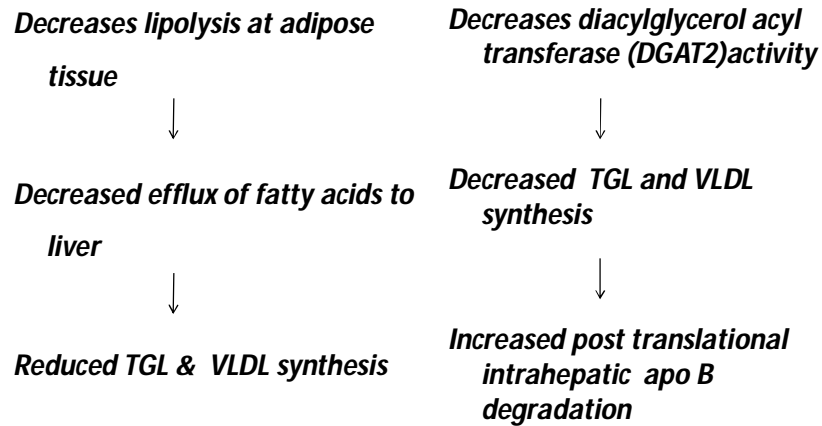 Decreases lipolysis at adipose
tissue
Decreased efflux of fatty acids to
liver
Reduced TGL & VLDL synthesis
Decreases diacylglycerol acyl
transferase (DGAT2)activity
Decreased TGL and VLDL
synthesis
Increased post translational
intrahepatic apo B
degradation